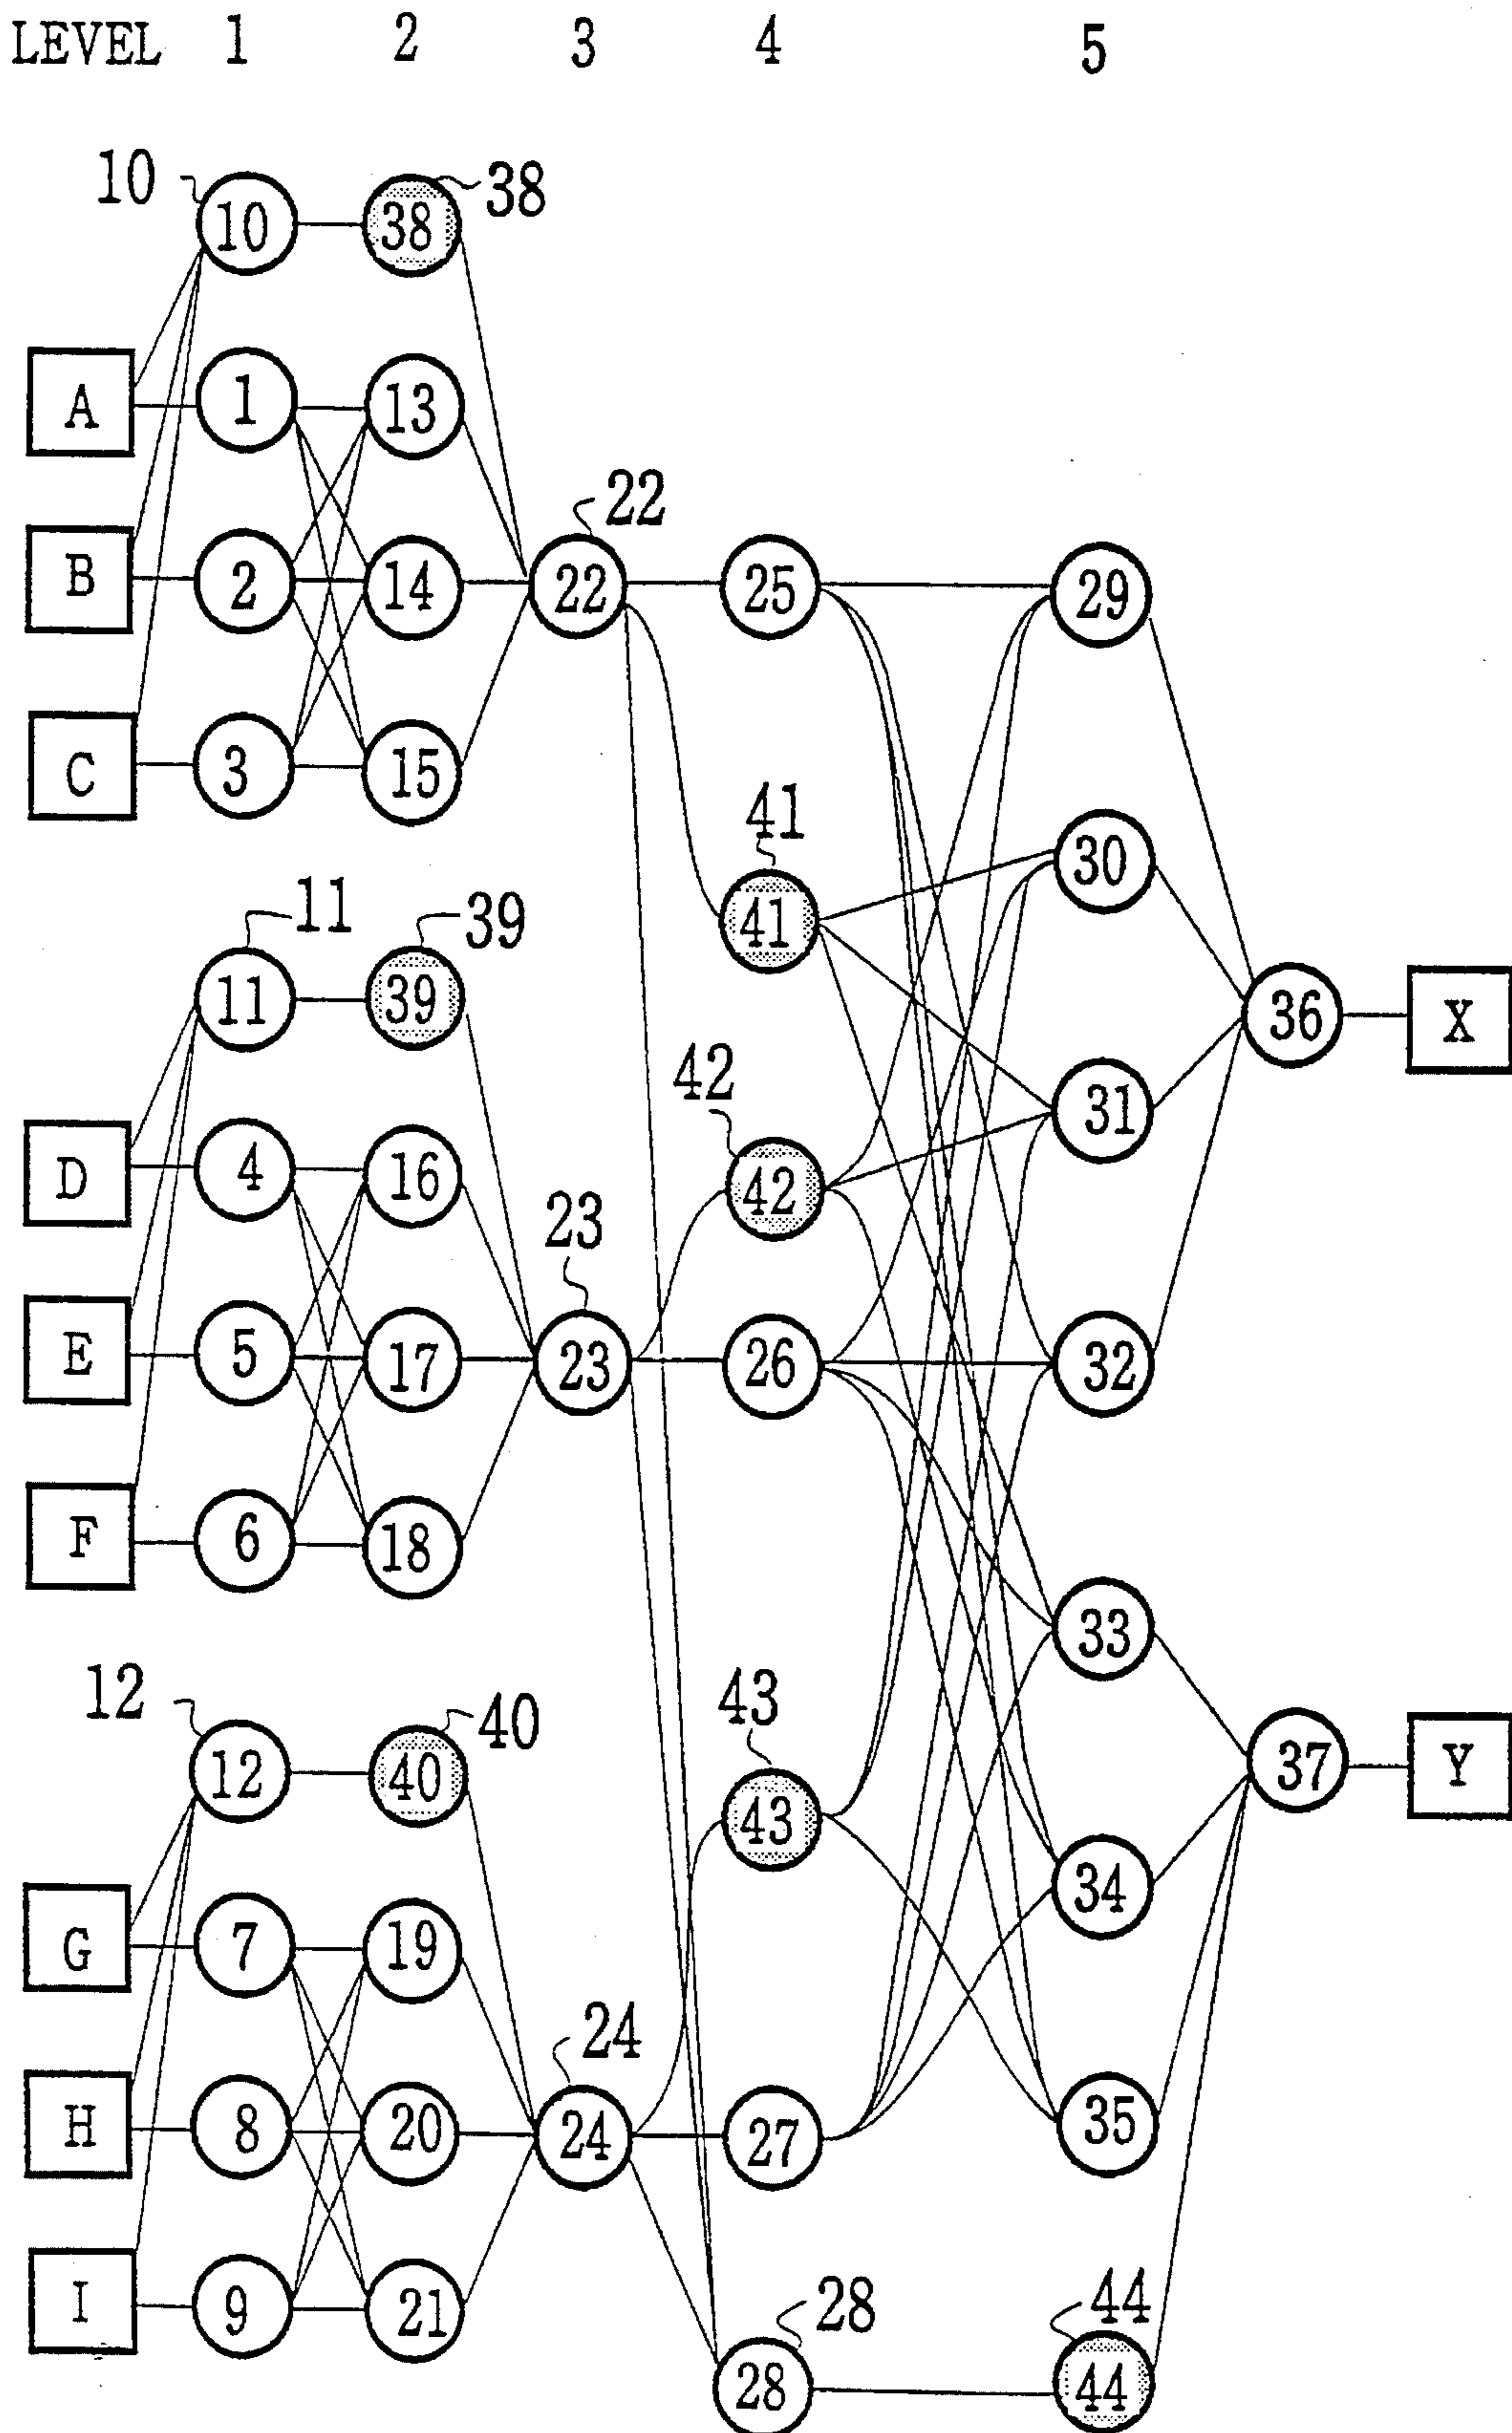 LEVEL 1 2 3 4 5
10 10 38 38
A 1 13
B 2 14 22 22 25 29
C 3 15
41 41 30
11 11 39 39
36 X
42 42 31
D 4 16
23 23
E 5 17 26 32
F 6 18
33
12 12 40 40
43 43 37 Y
G 7 19 34
24 24
H 8 20 27 35
I 9 21
28 28 44 44